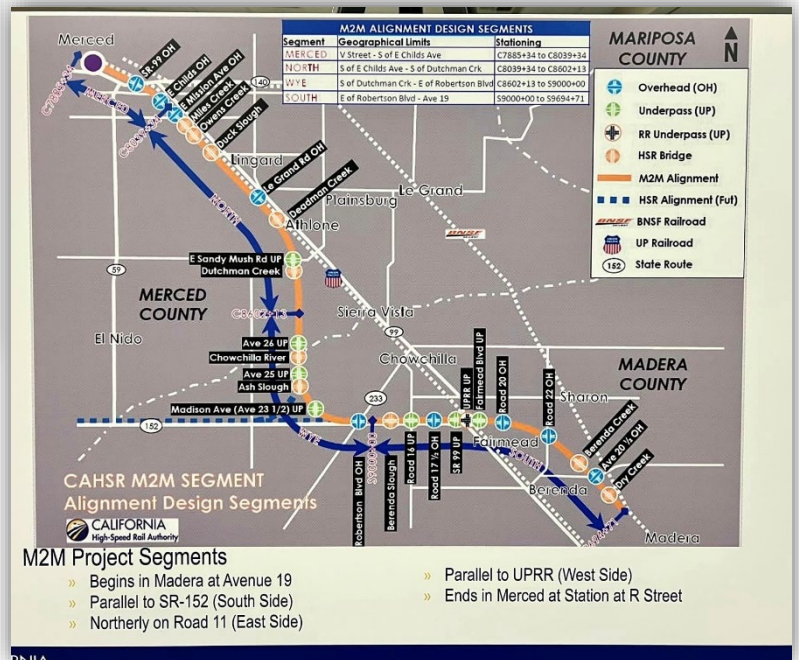 M2M ALIGNMENT DESIGN SEGMENTS
Segment Geographical Limits Stationing
MERCED V Street - S of E Childs Ave C7885+34 to C8039+34
NORTH S of E Childs Ave - S of Dutchman Crk C8039+34 to C8602+13
WYE S of Dutchman Crk - E of Robertson Blvd C8602+13 to S9000+00
SOUTH E of Robertson Blvd - Ave 19 S9000+00 to S9694+71
MARIPOSA
COUNTY
N
Overhead (OH)
Underpass (UP)
RR Underpass (UP)
HSR Bridge
M2M Alignment
HSR Alignment (Fut)
BNSF
BNSF Railroad
UP Railroad
152
State Route
Merced
SR-99 OH
E Childs OH
E Mission Ave OH
Miles Creek
Owens Creek
Duck Slough
140
MERCED
Lingard
Le Grand Rd OH
Deadman Creek
Le Grand
Plainsburg
Athlone
NORTH
BNSF
E Sandy Mush Rd UP
Dutchman Creek
59
MERCED
COUNTY
C8602+13
Sierra Vista
El Nido
99
Ave 26 UP
Chowchilla River
Chowchilla
Ave 25 UP
Ash Slough
MADERA
COUNTY
233
Sharon
Madison Ave (Ave 23 1/2) UP
152
WYE
Robertson Blvd OH
S9000+00
Berenda Slough
Road 16 UP
Road 17 ½ OH
SR 99 UP
UPRR UP
Fairmead Blvd UP
Road 20 OH
Road 22 OH
Fairmead
SOUTH
Berenda Creek
Ave 20 ½ OH
Dry Creek
Berenda
Madera
CAHSR M2M SEGMENT
Alignment Design Segments
CALIFORNIA
High-Speed Rail Authority
M2M Project Segments
» Begins in Madera at Avenue 19
» Parallel to SR-152 (South Side)
» Northerly on Road 11 (East Side)
» Parallel to UPRR (West Side)
» Ends in Merced at Station at R Street